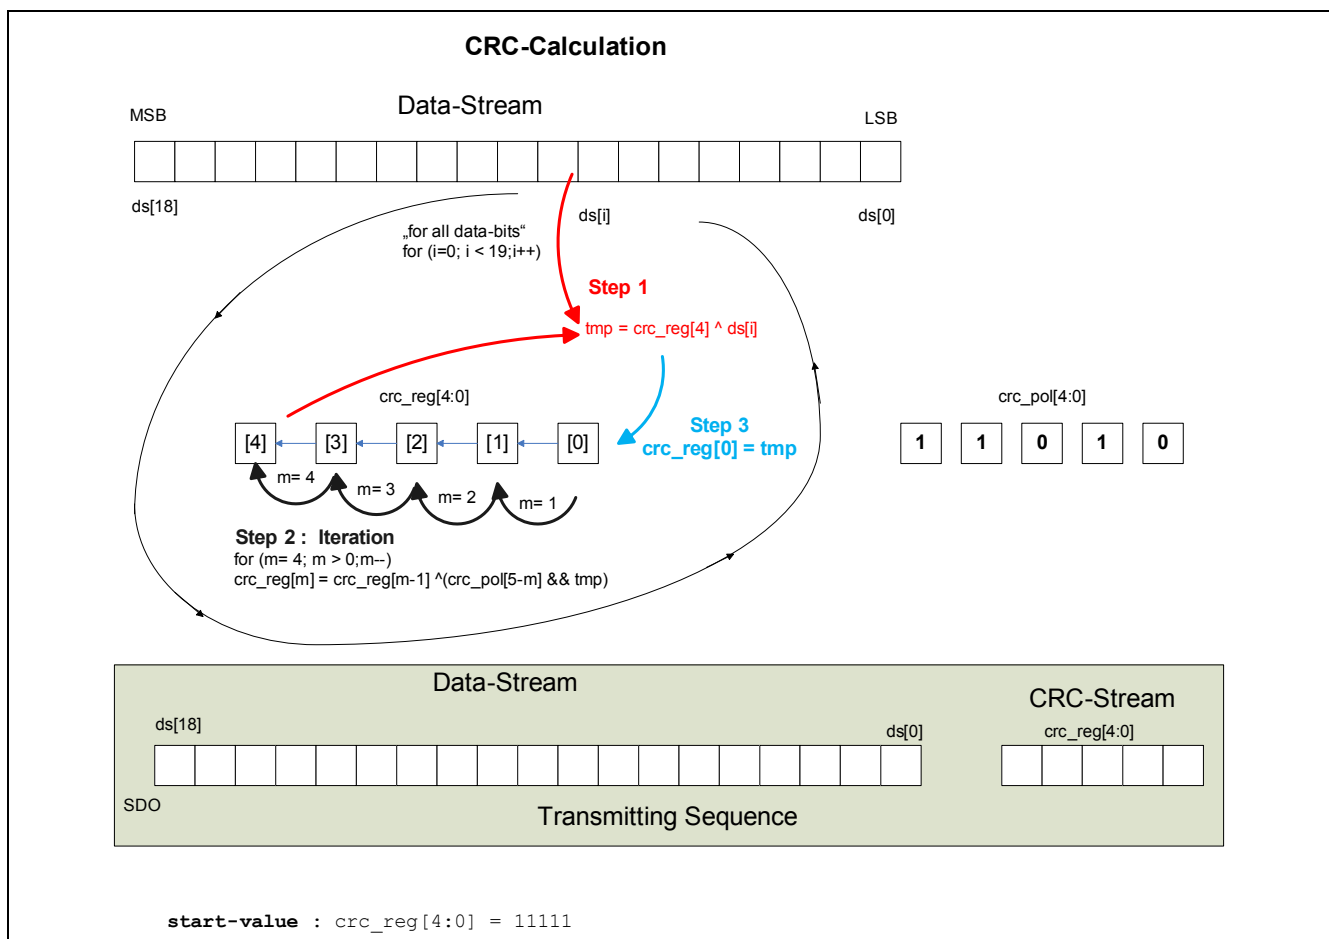 CRC-Calculation
Data-Stream
MSB
LSB
ds[18]
ds[i]
ds[0]
„for all data-bits“
for (i=0; i < 19;i++)
Step 1
tmp = crc_reg[4] ^ ds[i]
crc_reg[4:0]
crc_pol[4:0]
[4]
[3]
[2]
[1]
[0]
Step 3
crc_reg[0] = tmp
1
1
0
1
0
m= 4
m= 3
m= 2
m= 1
Step 2 : Iteration
for (m= 4; m > 0;m--)
crc_reg[m] = crc_reg[m-1] ^(crc_pol[5-m] && tmp)
Data-Stream
CRC-Stream
ds[18]
ds[0]
crc_reg[4:0]
SDO
Transmitting Sequence
start-value : crc_reg[4:0] = 11111